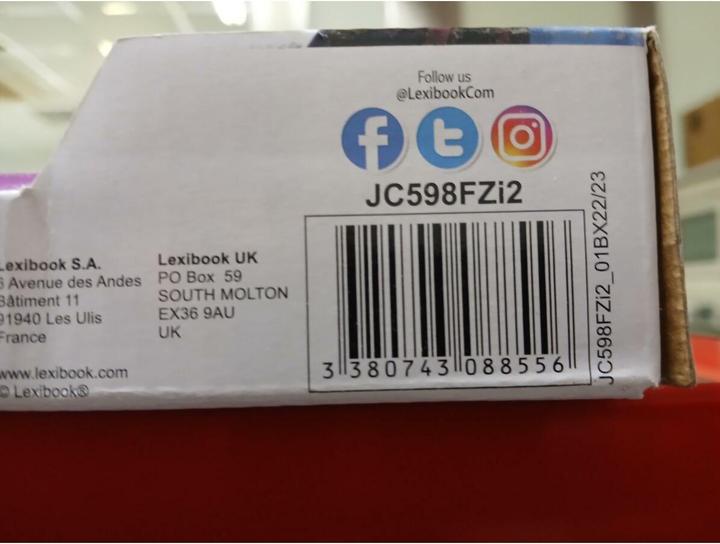 Follow us
@LexibookCom
JC598FZi2
Lexibook S.A.
6 Avenue des Andes
Bâtiment 11
91940 Les Ulis
France
www.lexibook.com
© Lexibook®
Lexibook UK
PO Box 59
SOUTH MOLTON
EX36 9AU
UK
3 380743 088556
JC598FZi2_01BX22/23